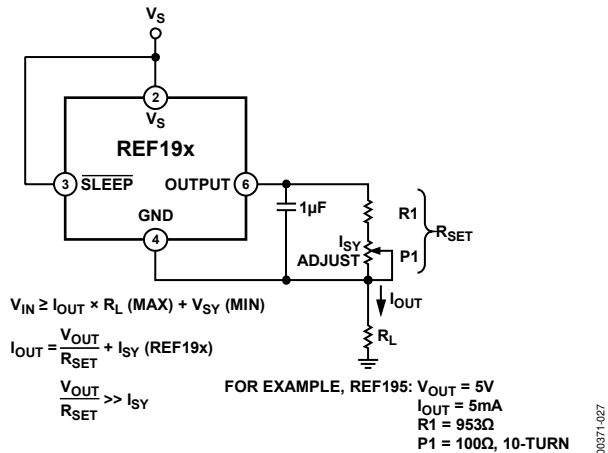 VS
2
VS
REF19x
3 SLEEP OUTPUT 6
GND
4
1µF
ISY
ADJUST
R1
P1
RSET
IOUT
RL
VIN ≥ IOUT × RL (MAX) + VSY (MIN)
IOUT = VOUT / RSET + ISY (REF19x)
VOUT / RSET >> ISY
FOR EXAMPLE, REF195: VOUT = 5V
IOUT = 5mA
R1 = 953Ω
P1 = 100Ω, 10-TURN
00371-027